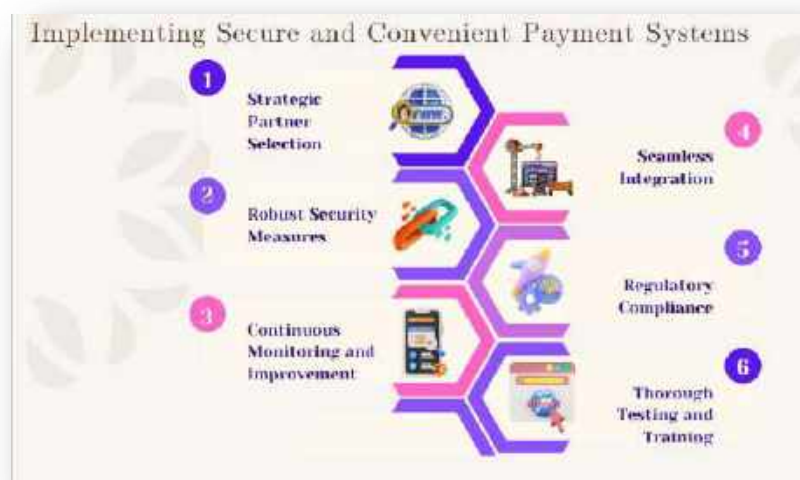 Implementing Secure and Convenient Payment Systems
1
Strategic
Partner
Selection
2
Robust Security
Measures
3
Continuous
Monitoring and
Improvement
4
Seamless
Integration
5
Regulatory
Compliance
6
Thorough
Testing and
Training
www.